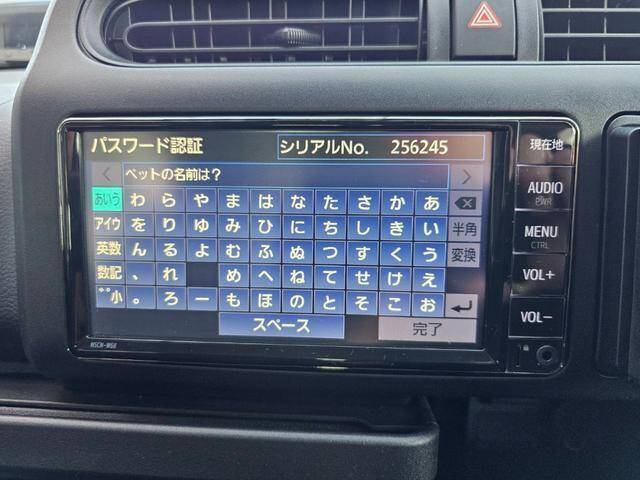 パスワード認証 シリアルNo. 256245
ペットの名前は?
あいう わ ら や ま は な た さ か あ
アイウ を り ゆ み ひ に ち し き い 半角
英数 ん る よ む ふ ぬ つ す く う 変換
数記 、 れ め へ ね て せ け え
゛゜小 。 ろ ー も ほ の と そ こ お
スペース 完了
NSCN-W68
現在地
AUDIO
PWR
MENU
CTRL
VOL+
VOL-